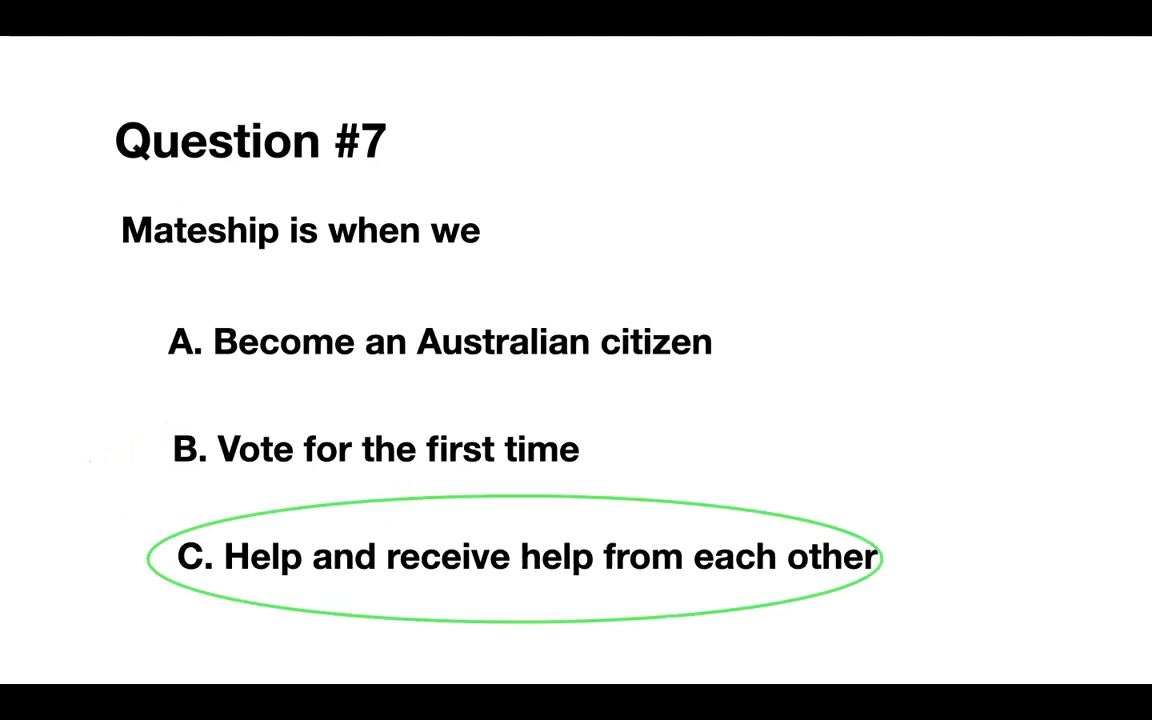 Question #7
Mateship is when we
A. Become an Australian citizen
B. Vote for the first time
C. Help and receive help from each other